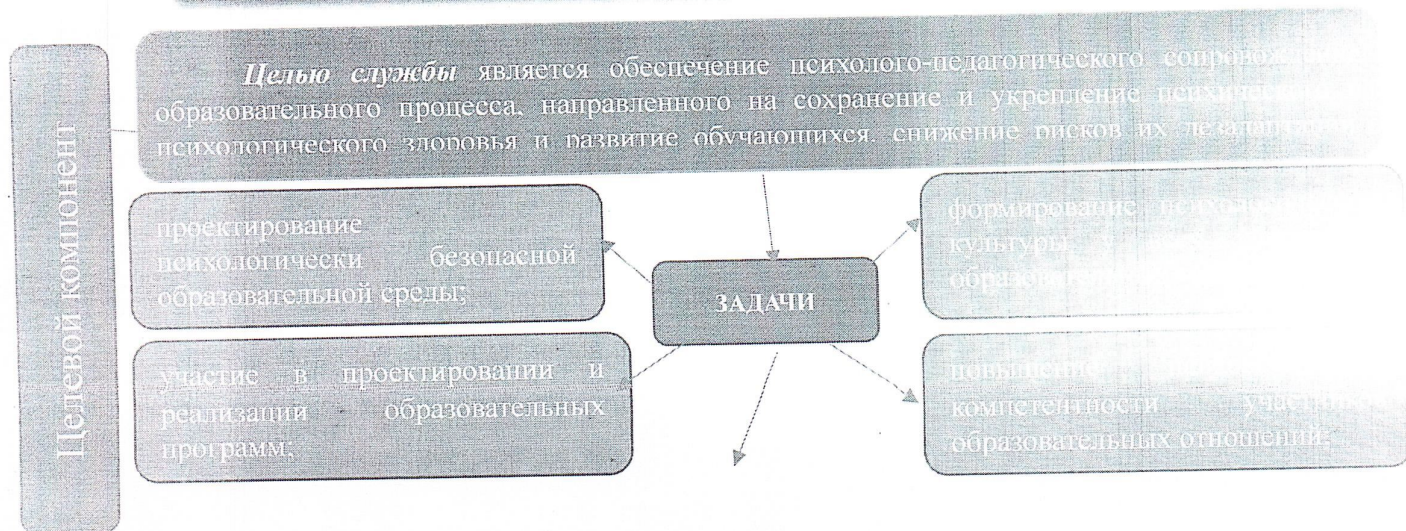 Целевой компонент
Целью службы является обеспечение психолого-педагогического
образовательного процесса, направленного на сохранение и укрепление
психологического здоровья и развитие обучающихся, снижение рисков их
проектирование
психологически безопасной
образовательной среды;
формирование
культуры
ЗАДАЧИ
участие в проектировании и
реализации образовательных
программ;
повышение
компетентности
образовательных отношений;